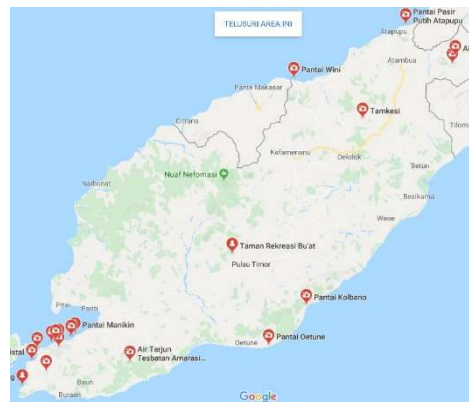 TELUSURI AREA INI
Pantai Pasir
Putih Atapupu
Atapupu
Pantai Wini
Atambua
Pante Makasar
Tamkesi
Citrana
Kefamenanu
Oelolok
Betun
Nuaf Nefomasi
Naibonat
Besikama
Weoe
Taman Rekreasi Bu'at
Pulau Timor
Pantai Kolbano
Pitai
Pariti
Pantai Manikin
Pantai Oetune
Oetune
Air Terjun
Tesbatan Amarasi...
Baun
Buraen
Google